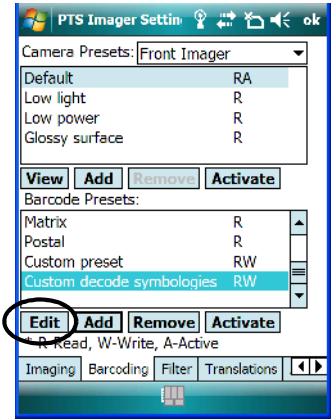 PTS Imager Settin ok
Camera Presets: Front Imager
Default RA
Low light R
Low power R
Glossy surface R
View Add Remove Activate
Barcode Presets:
Matrix R
Postal R
Custom preset RW
Custom decode symbologies RW
Edit Add Remove Activate
* R-Read, W-Write, A-Active
Imaging Barcoding Filter Translations